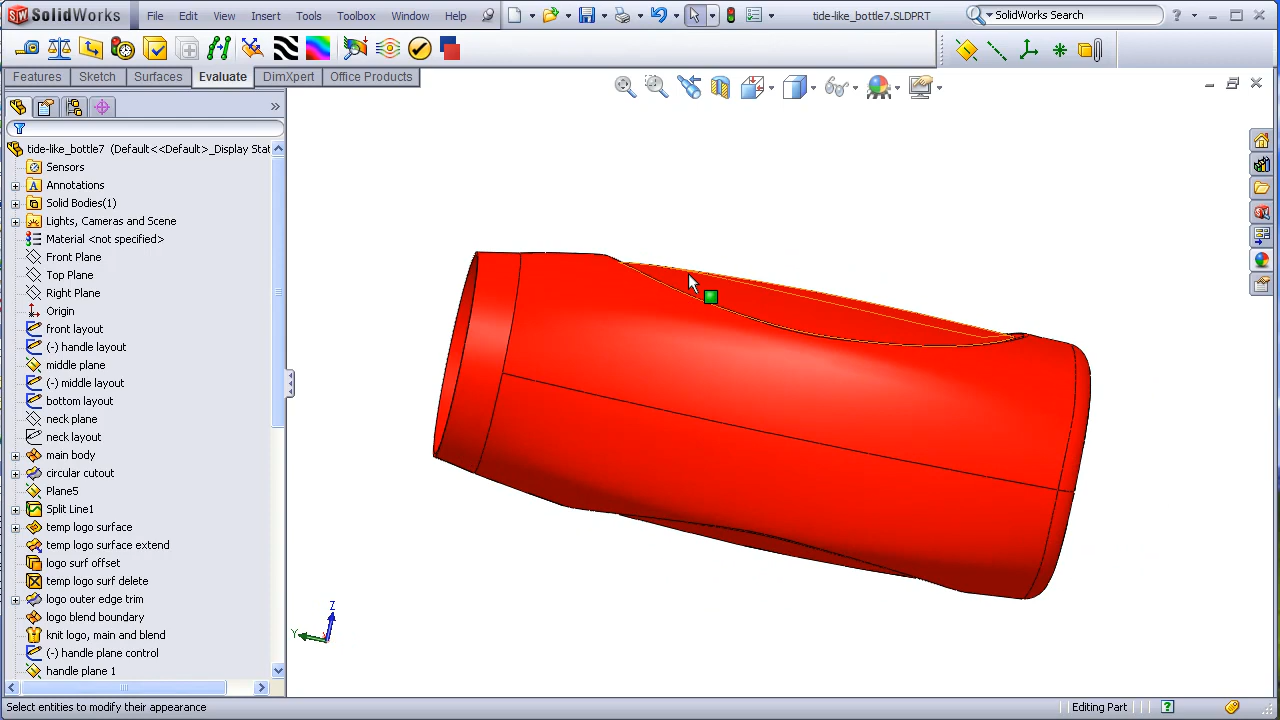 SolidWorks File Edit View Insert Tools Toolbox Window Help tide-like_bottle7.SLDPRT SolidWorks Search
Features Sketch Surfaces Evaluate DimXpert Office Products
tide-like_bottle7 (Default<<Default>_Display Stat
Sensors
Annotations
Solid Bodies(1)
Lights, Cameras and Scene
Material <not specified>
Front Plane
Top Plane
Right Plane
Origin
front layout
(-) handle layout
middle plane
(-) middle layout
bottom layout
neck plane
neck layout
main body
circular cutout
Plane5
Split Line1
temp logo surface
temp logo surface extend
logo surf offset
temp logo surf delete
logo outer edge trim
logo blend boundary
knit logo, main and blend
(-) handle plane control
handle plane 1
Z
Y
Select entities to modify their appearance Editing Part